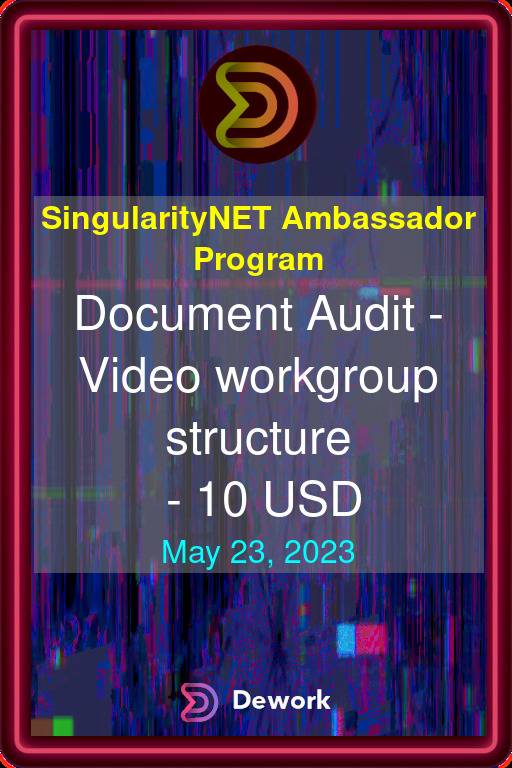 SingularityNET Ambassador
Program
Document Audit -
Video workgroup
structure
- 10 USD
May 23, 2023
Dework